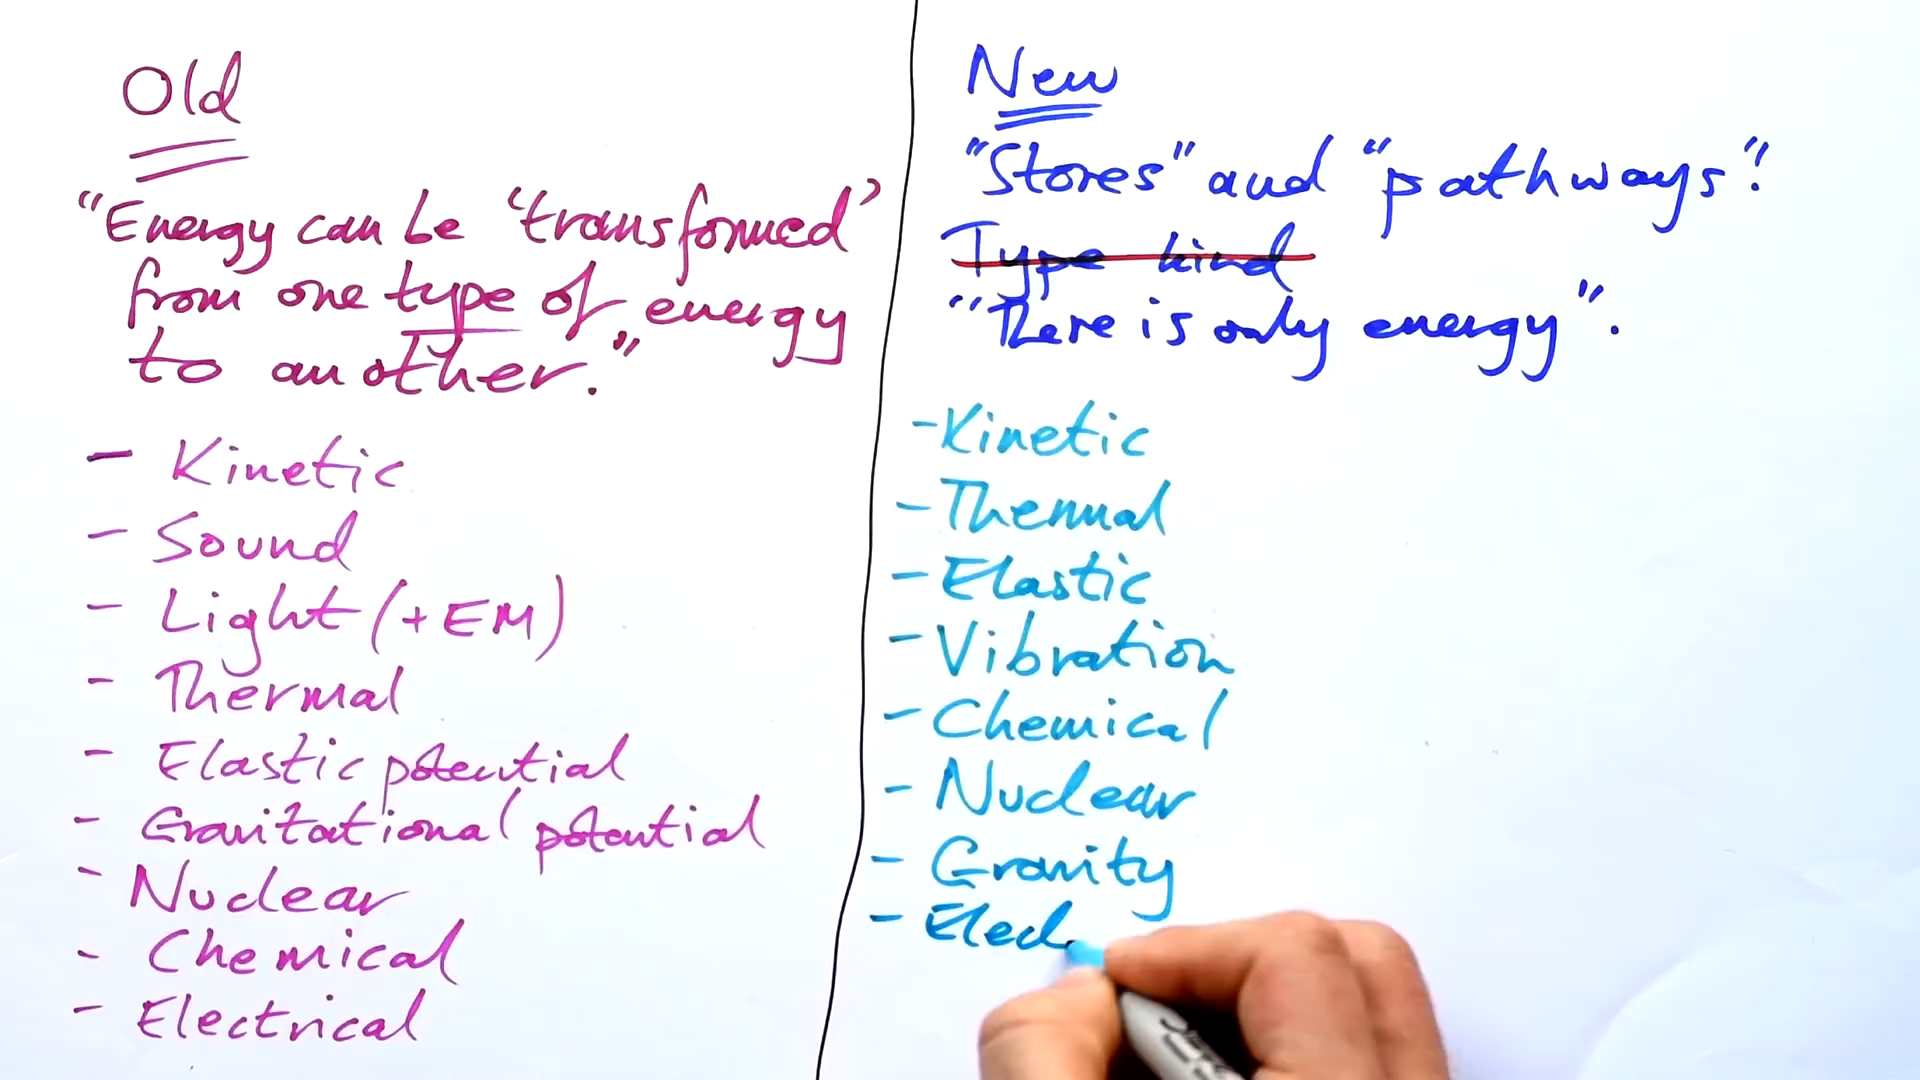 Old
"Energy can be 'transformed'
from one type of energy
to another."
- Kinetic
- Sound
- Light (+EM)
- Thermal
- Elastic potential
- Gravitational potential
- Nuclear
- Chemical
- Electrical
New
"Stores" and "pathways"!
Type kind
"There is only energy".
- Kinetic
- Thermal
- Elastic
- Vibration
- Chemical
- Nuclear
- Gravity
- Elec